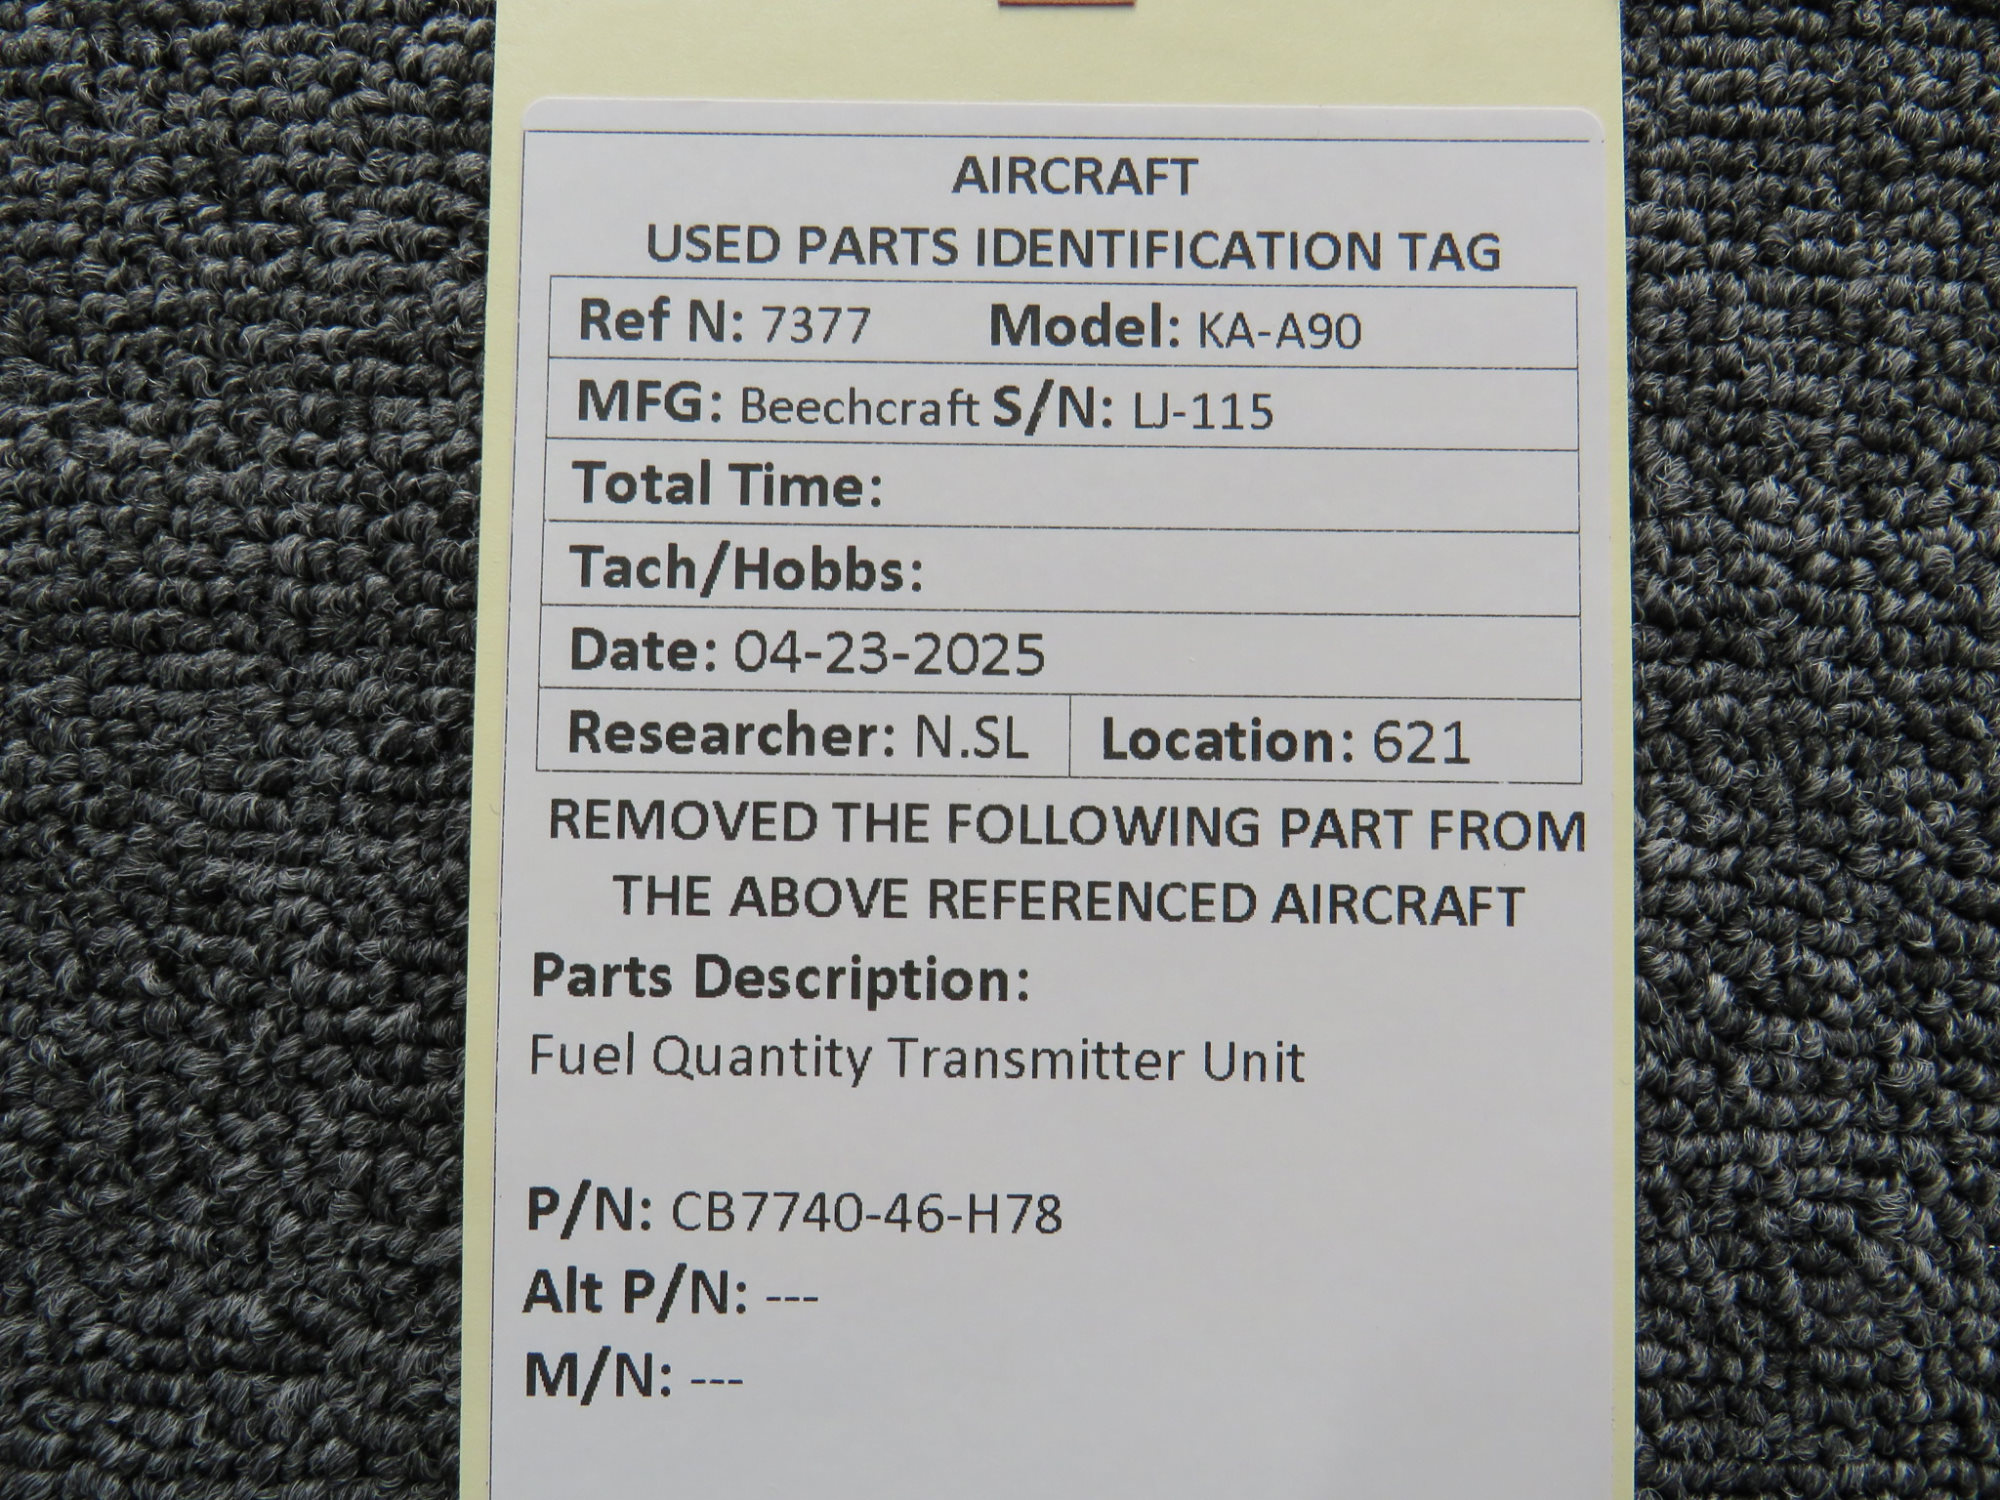 AIRCRAFT
USED PARTS IDENTIFICATION TAG
Ref N: 7377 Model: KA-A90
MFG: Beechcraft S/N: LJ-115
Total Time:
Tach/Hobbs:
Date: 04-23-2025
Researcher: N.SL Location: 621
REMOVED THE FOLLOWING PART FROM
THE ABOVE REFERENCED AIRCRAFT
Parts Description:
Fuel Quantity Transmitter Unit
P/N: CB7740-46-H78
Alt P/N: ---
M/N: ---